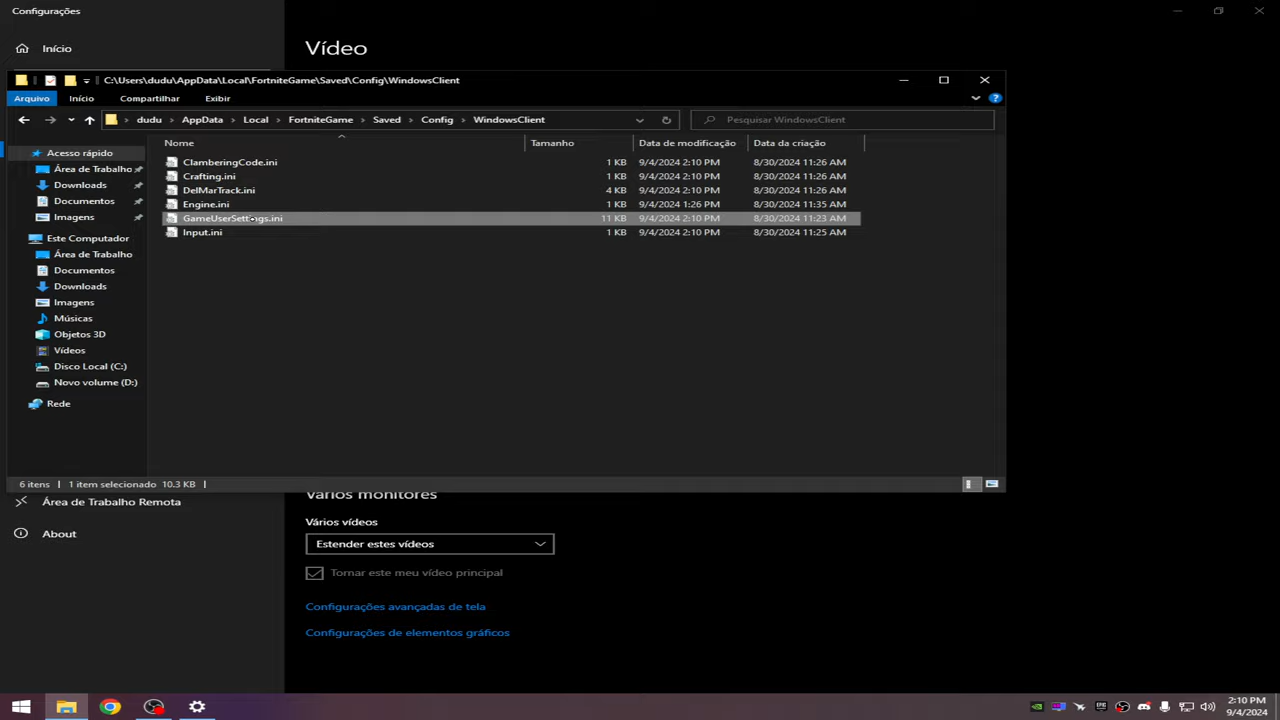 Configurações
Início
Vídeo
C:\Users\dudu\AppData\Local\FortniteGame\Saved\Config\WindowsClient
Arquivo Início Compartilhar Exibir
dudu > AppData > Local > FortniteGame > Saved > Config > WindowsClient
Pesquisar WindowsClient
Nome Tamanho Data de modificação Data da criação
ClamberingCode.ini 1 KB 9/4/2024 2:10 PM 8/30/2024 11:26 AM
Crafting.ini 1 KB 9/4/2024 2:10 PM 8/30/2024 11:26 AM
DelMarTrack.ini 4 KB 9/4/2024 2:10 PM 8/30/2024 11:26 AM
Engine.ini 1 KB 9/4/2024 1:26 PM 8/30/2024 11:35 AM
GameUserSettings.ini 11 KB 9/4/2024 2:10 PM 8/30/2024 11:23 AM
Input.ini 1 KB 9/4/2024 2:10 PM 8/30/2024 11:25 AM
Acesso rápido
Área de Trabalho
Downloads
Documentos
Imagens
Este Computador
Área de Trabalho
Documentos
Downloads
Imagens
Músicas
Objetos 3D
Vídeos
Disco Local (C:)
Novo volume (D:)
Rede
6 itens 1 item selecionado 10.3 KB
Área de Trabalho Remota
About
Vários monitores
Vários vídeos
Estender estes vídeos
Tornar este meu vídeo principal
Configurações avançadas de tela
Configurações de elementos gráficos
2:10 PM
9/4/2024